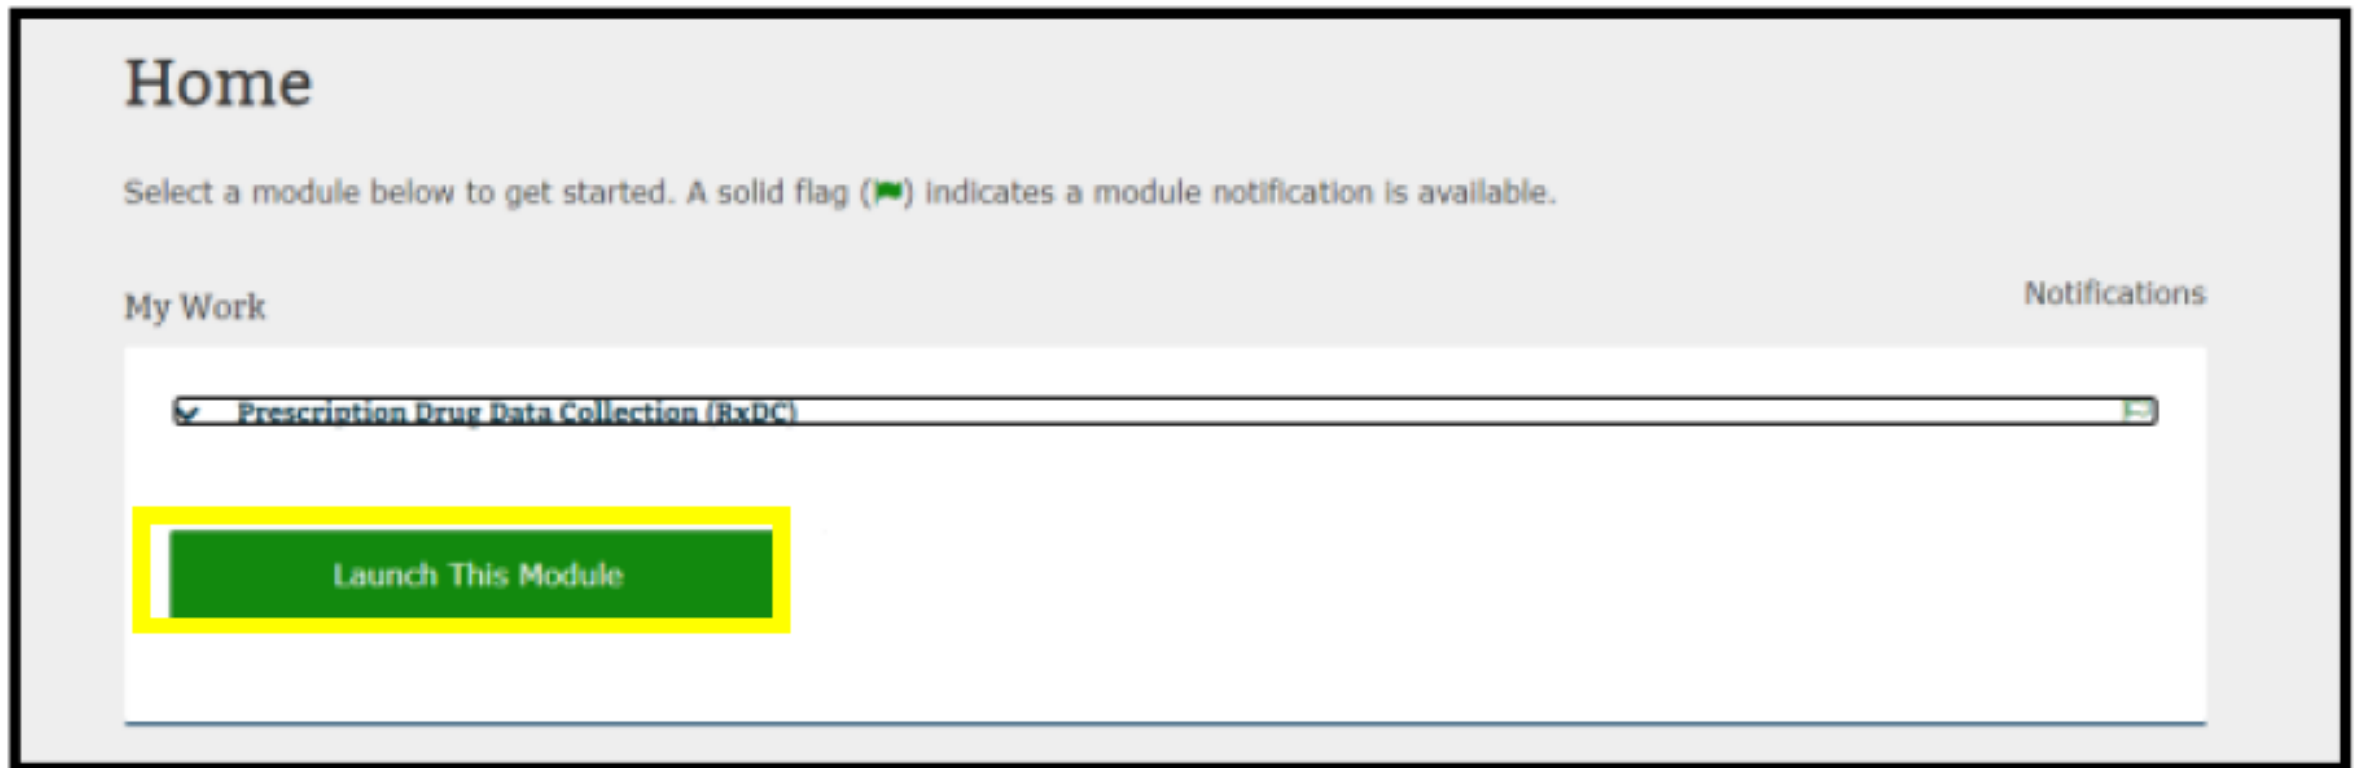 Home
Select a module below to get started. A solid flag () indicates a module notification is available.
My Work
Notifications
Prescription Drug Data Collection (RxDC)
Launch This Module